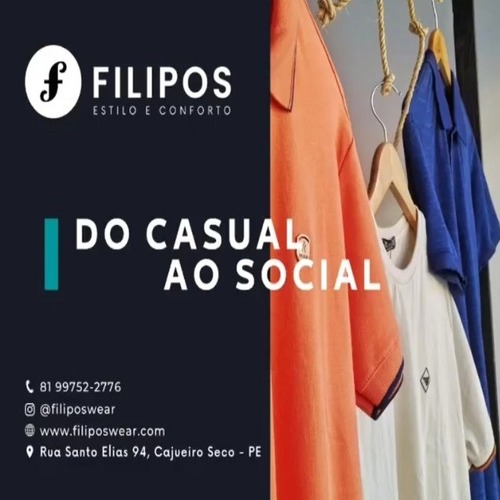 FILIPOS
ESTILO E CONFORTO
DO CASUAL
AO SOCIAL
81 99752-2776
@filiposwear
www.filiposwear.com
Rua Santo Elias 94, Cajueiro Seco - PE